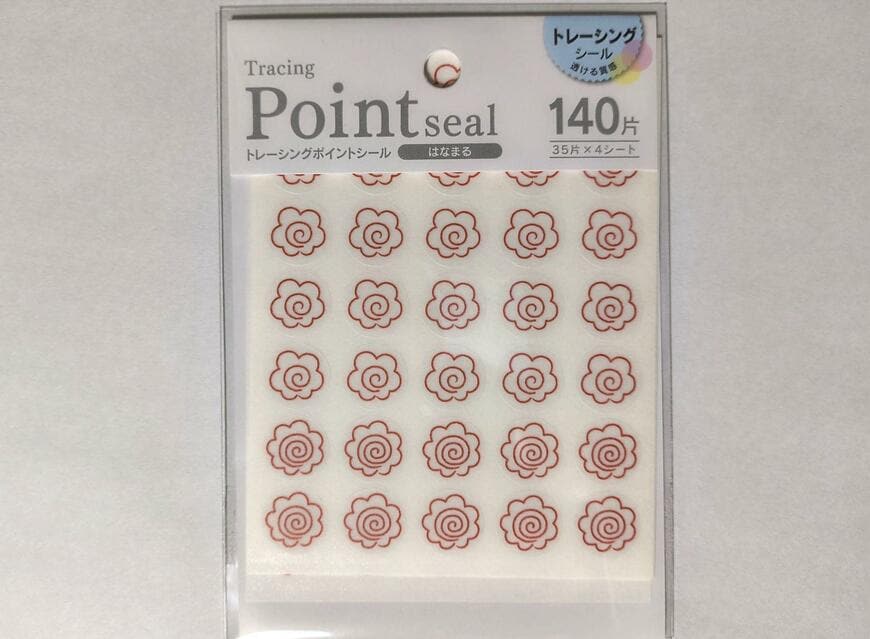 トレーシング
シール
透ける質感
Tracing
Point seal
140片
トレーシングポイントシール はなまる
35片×4シート